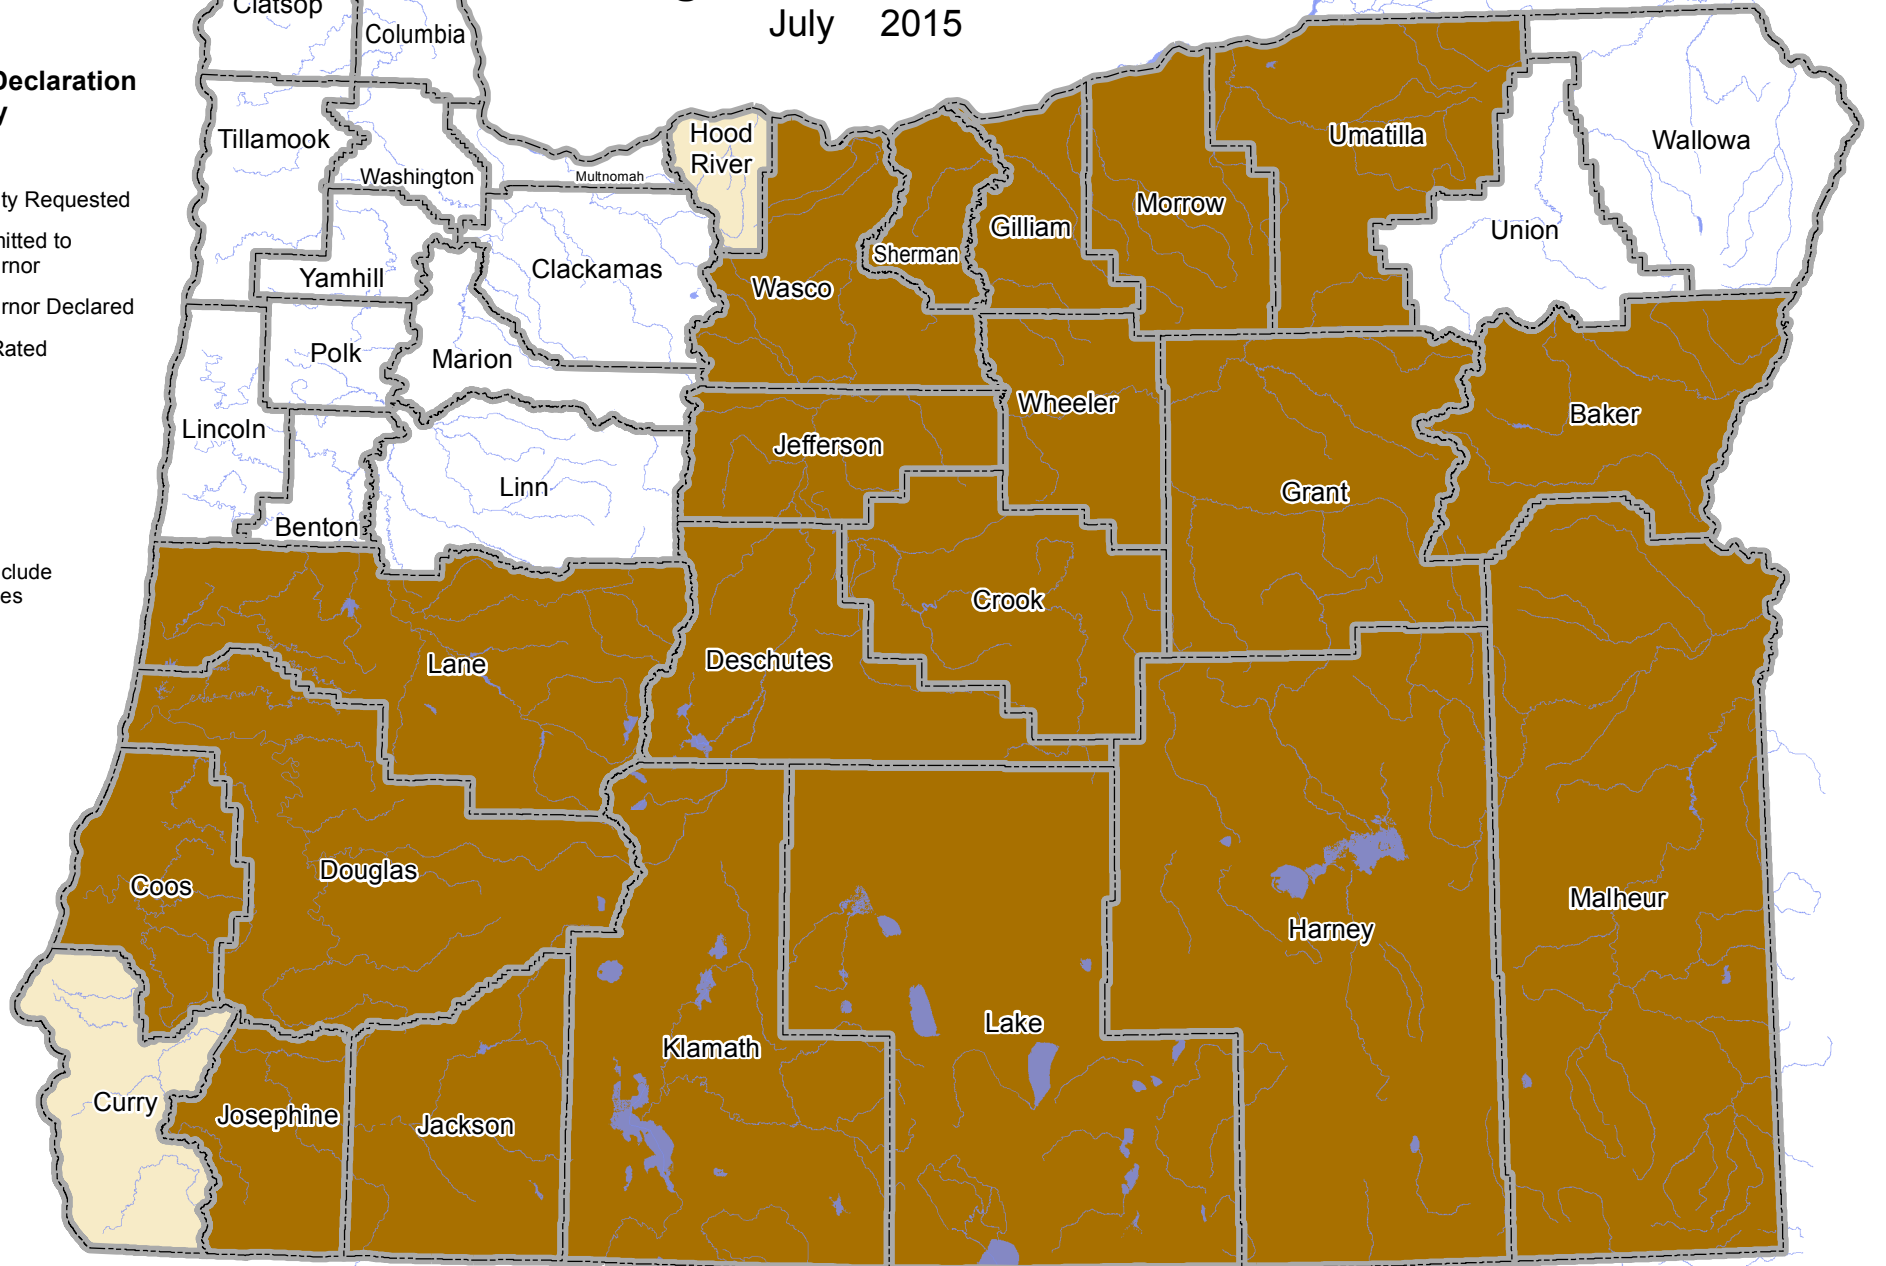 July 2015
Clatsop
Columbia
Declaration
y
Tillamook
Hood
River
Umatilla
Wallowa
Washington
Multnomah
ty Requested
Morrow
Gilliam
Union
nitted to
rnor
Sherman
Clackamas
Yamhill
Wasco
rnor Declared
Rated
Polk
Marion
Wheeler
Baker
Lincoln
Jefferson
Linn
Grant
Benton
clude
es
Crook
Lane
Deschutes
Douglas
Coos
Malheur
Harney
Lake
Klamath
Curry
Josephine
Jackson